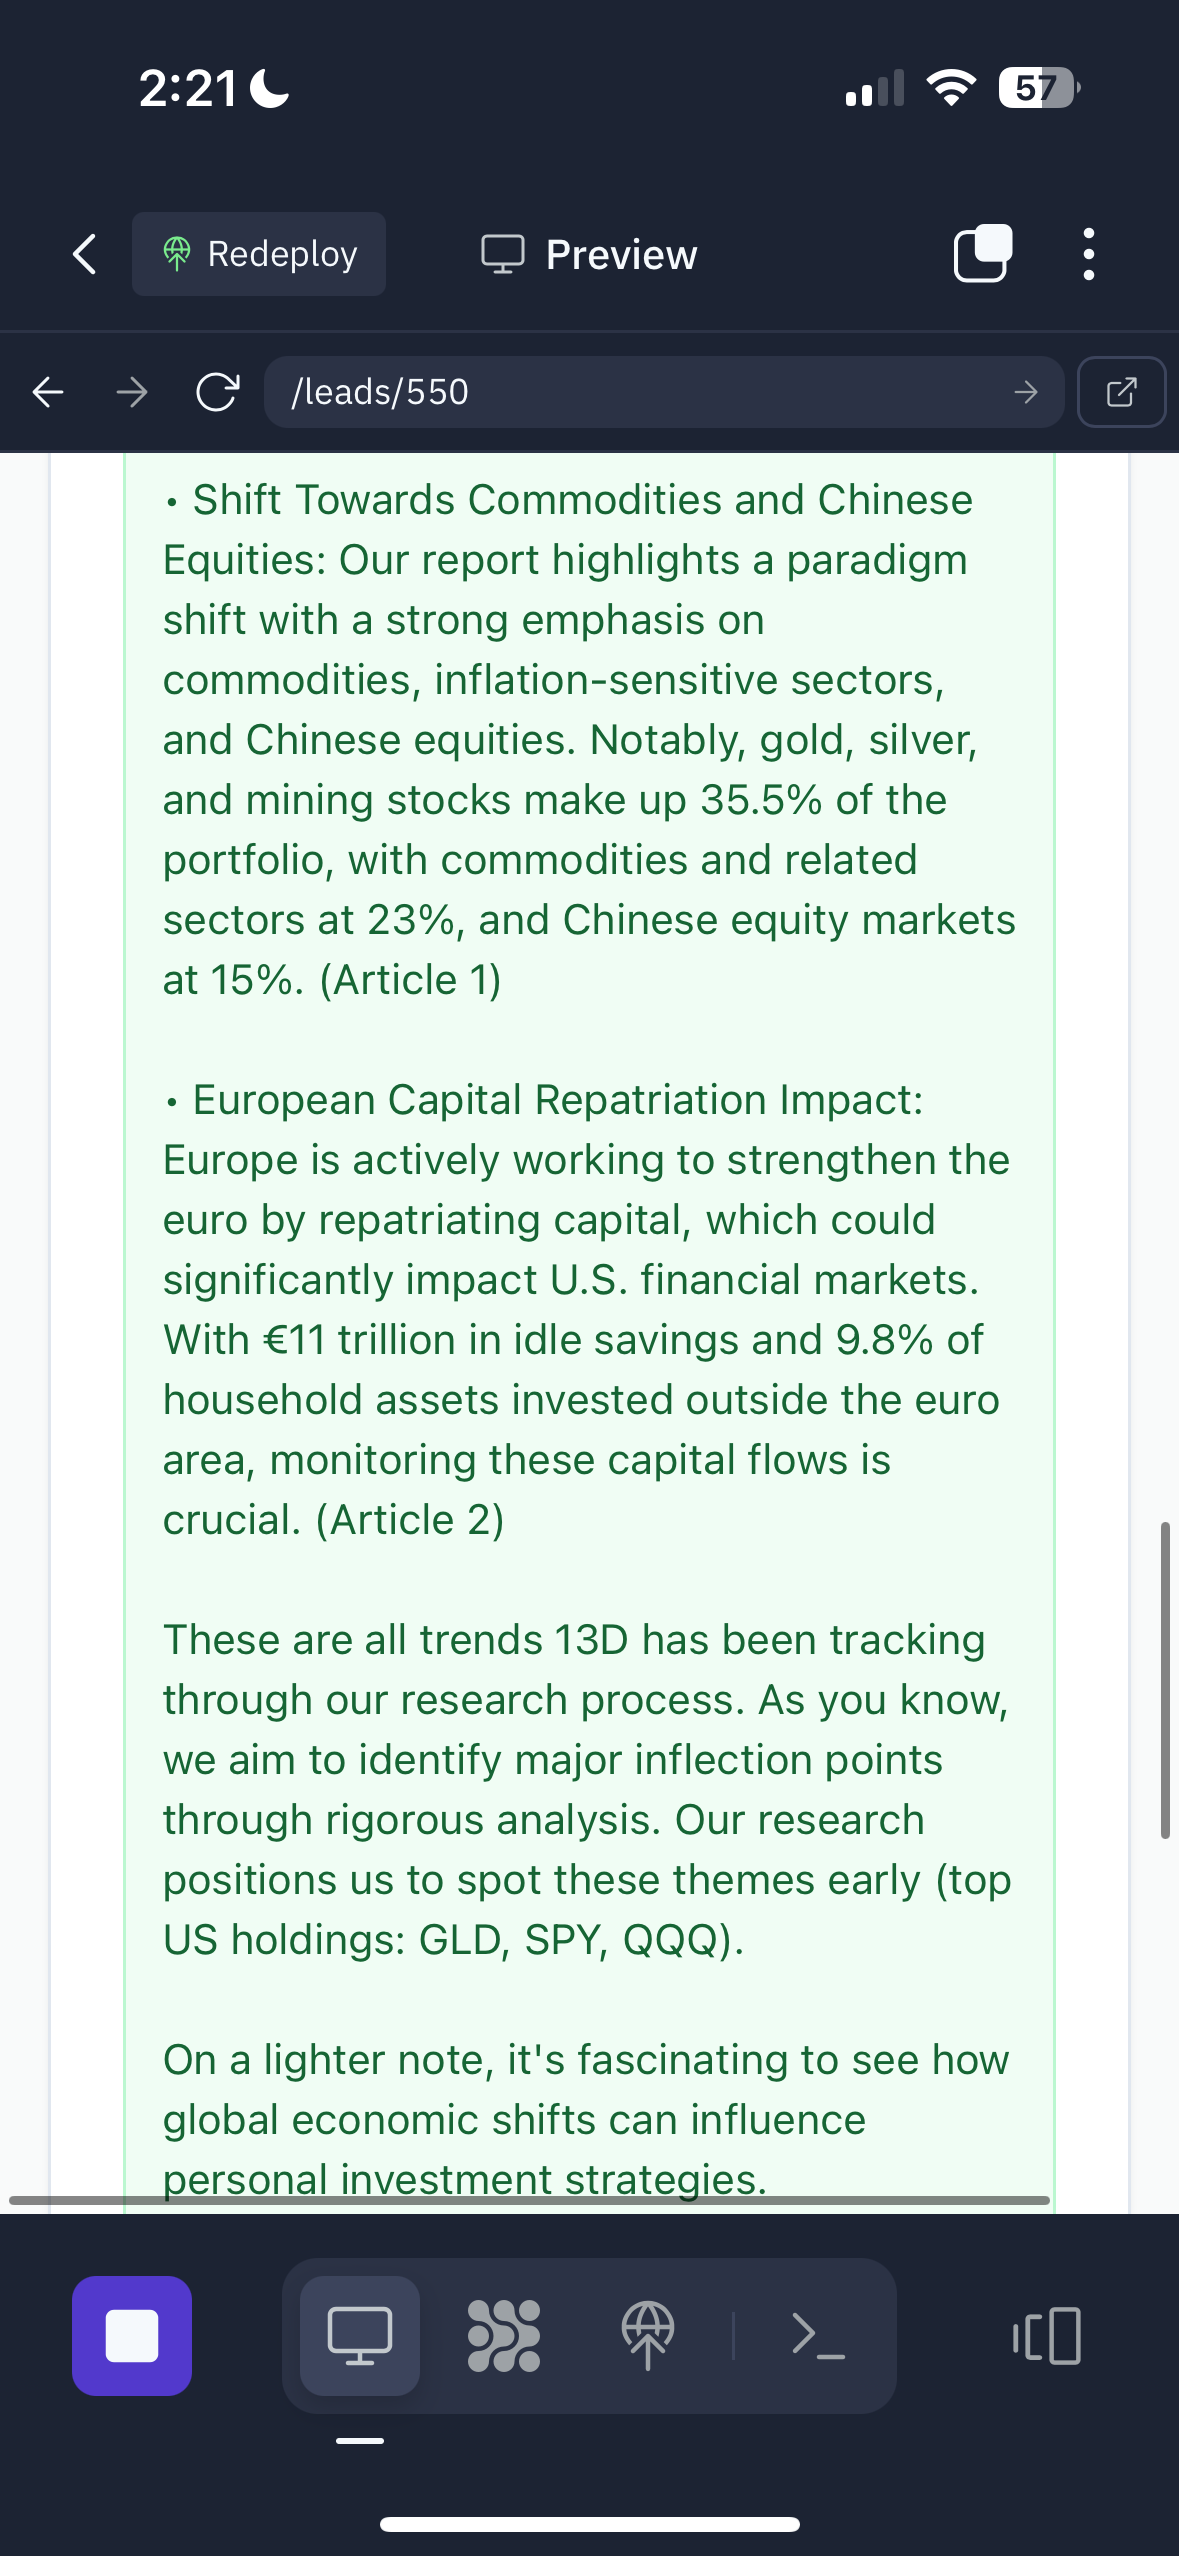 2:21
57
Redeploy
Preview
/leads/550
• Shift Towards Commodities and Chinese
Equities: Our report highlights a paradigm
shift with a strong emphasis on
commodities, inflation-sensitive sectors,
and Chinese equities. Notably, gold, silver,
and mining stocks make up 35.5% of the
portfolio, with commodities and related
sectors at 23%, and Chinese equity markets
at 15%. (Article 1)
• European Capital Repatriation Impact:
Europe is actively working to strengthen the
euro by repatriating capital, which could
significantly impact U.S. financial markets.
With €11 trillion in idle savings and 9.8% of
household assets invested outside the euro
area, monitoring these capital flows is
crucial. (Article 2)
These are all trends 13D has been tracking
through our research process. As you know,
we aim to identify major inflection points
through rigorous analysis. Our research
positions us to spot these themes early (top
US holdings: GLD, SPY, QQQ).
On a lighter note, it's fascinating to see how
global economic shifts can influence
personal investment strategies.